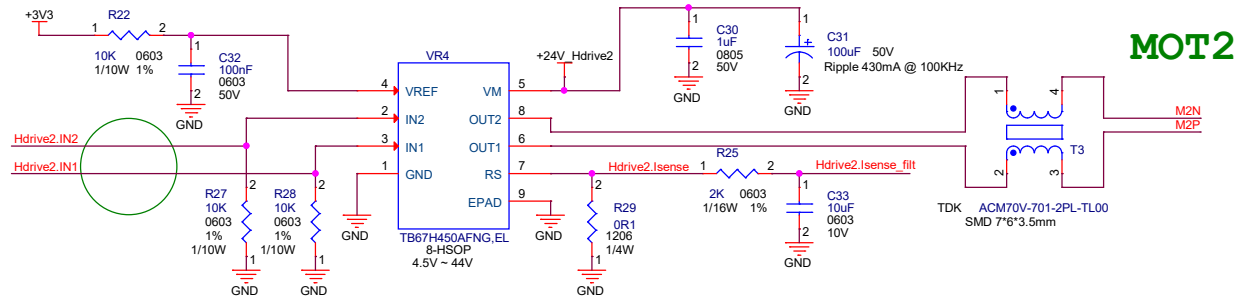 MOT2
+3V3
R22
1
2
10K
0603
1/10W
1%
1
C32
100nF
0603
50V
2
GND
VR4
+24V_Hdrive2
1
C30
1uF
0805
50V
2
GND
1
C31
100uF 50V
Ripple 430mA @ 100KHz
2
GND
4
VREF
VM
5
2
IN2
OUT2
8
3
IN1
OUT1
6
1
GND
RS
7
EPAD
9
GND
GND
TB67H450AFNG,EL
8-HSOP
4.5V ~ 44V
Hdrive2.IN2
Hdrive2.IN1
2
R27
10K
0603
1%
1/10W
1
GND
2
R28
10K
0603
1%
1/10W
1
GND
Hdrive2.Isense
2
R29
0R1
1206
1/4W
1
GND
R25
1
2
2K
0603
1/16W
1%
Hdrive2.Isense_filt
1
C33
10uF
0603
10V
2
GND
1
4
M2N
M2P
T3
2
3
TDK ACM70V-701-2PL-TL00
SMD 7*6*3.5mm